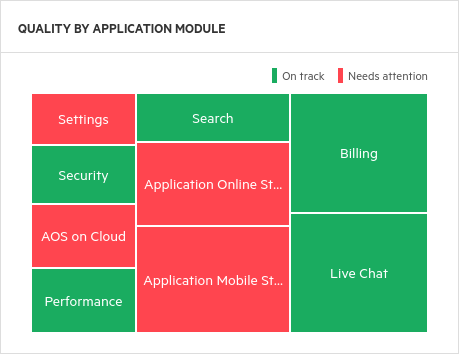 QUALITY BY APPLICATION MODULE
On track
Needs attention
Settings
Security
AOS on Cloud
Performance
Search
Application Online St...
Application Mobile St...
Billing
Live Chat